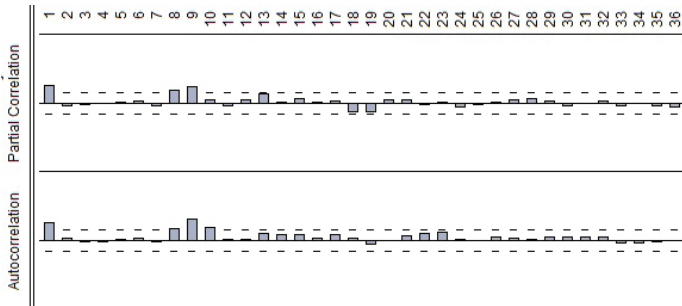 1 2 3 4 5 6 7 8 9 10 11 12 13 14 15 16 17 18 19 20 21 22 23 24 25 26 27 28 29 30 31 32 33 34 35 36
Partial Correlation
Autocorrelation